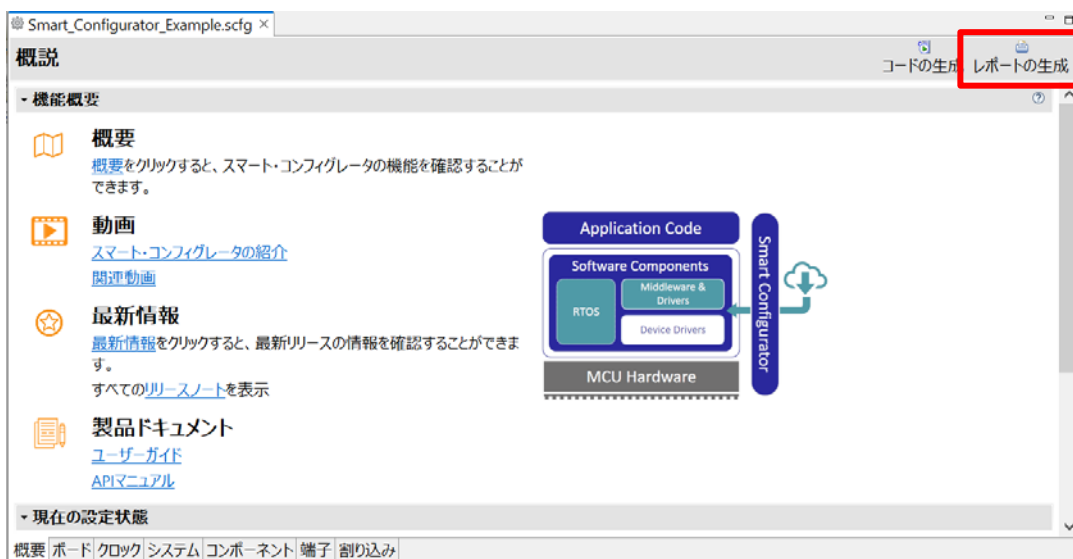 Smart_Configurator_Example.scfg
概説
コードの生成
レポートの生成
機能概要
概要
概要をクリックすると、スマート・コンフィグレータの機能を確認することが
できます。
動画
スマート・コンフィグレータの紹介
関連動画
最新情報
最新情報をクリックすると、最新リリースの情報を確認することができま
す。
すべてのリリースノートを表示
製品ドキュメント
ユーザーガイド
APIマニュアル
Application Code
Software Components
RTOS
Middleware &
Drivers
Device Drivers
MCU Hardware
Smart Configurator
現在の設定状態
概要 ボード クロック システム コンポーネント 端子 割り込み